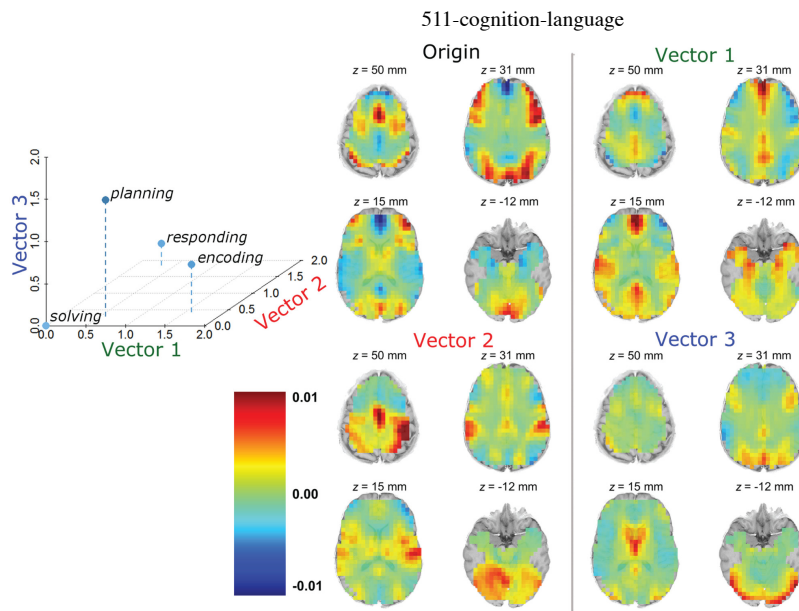 511-cognition-language
Origin
Vector 1
z = 50 mm
z = 31 mm
z = 50 mm
z = 31 mm
z = 15 mm
z = -12 mm
z = 15 mm
z = -12 mm
Vector 3
2.0
1.5
1.0
0.5
0.0
planning
responding
encoding
solving
0.0
0.5
1.0
1.5
2.0
Vector 1
0.0
0.5
1.0
1.5
2.0
Vector 2
Vector 2
Vector 3
z = 50 mm
z = 31 mm
z = 50 mm
z = 31 mm
0.01
0.00
-0.01
z = 15 mm
z = -12 mm
z = 15 mm
z = -12 mm